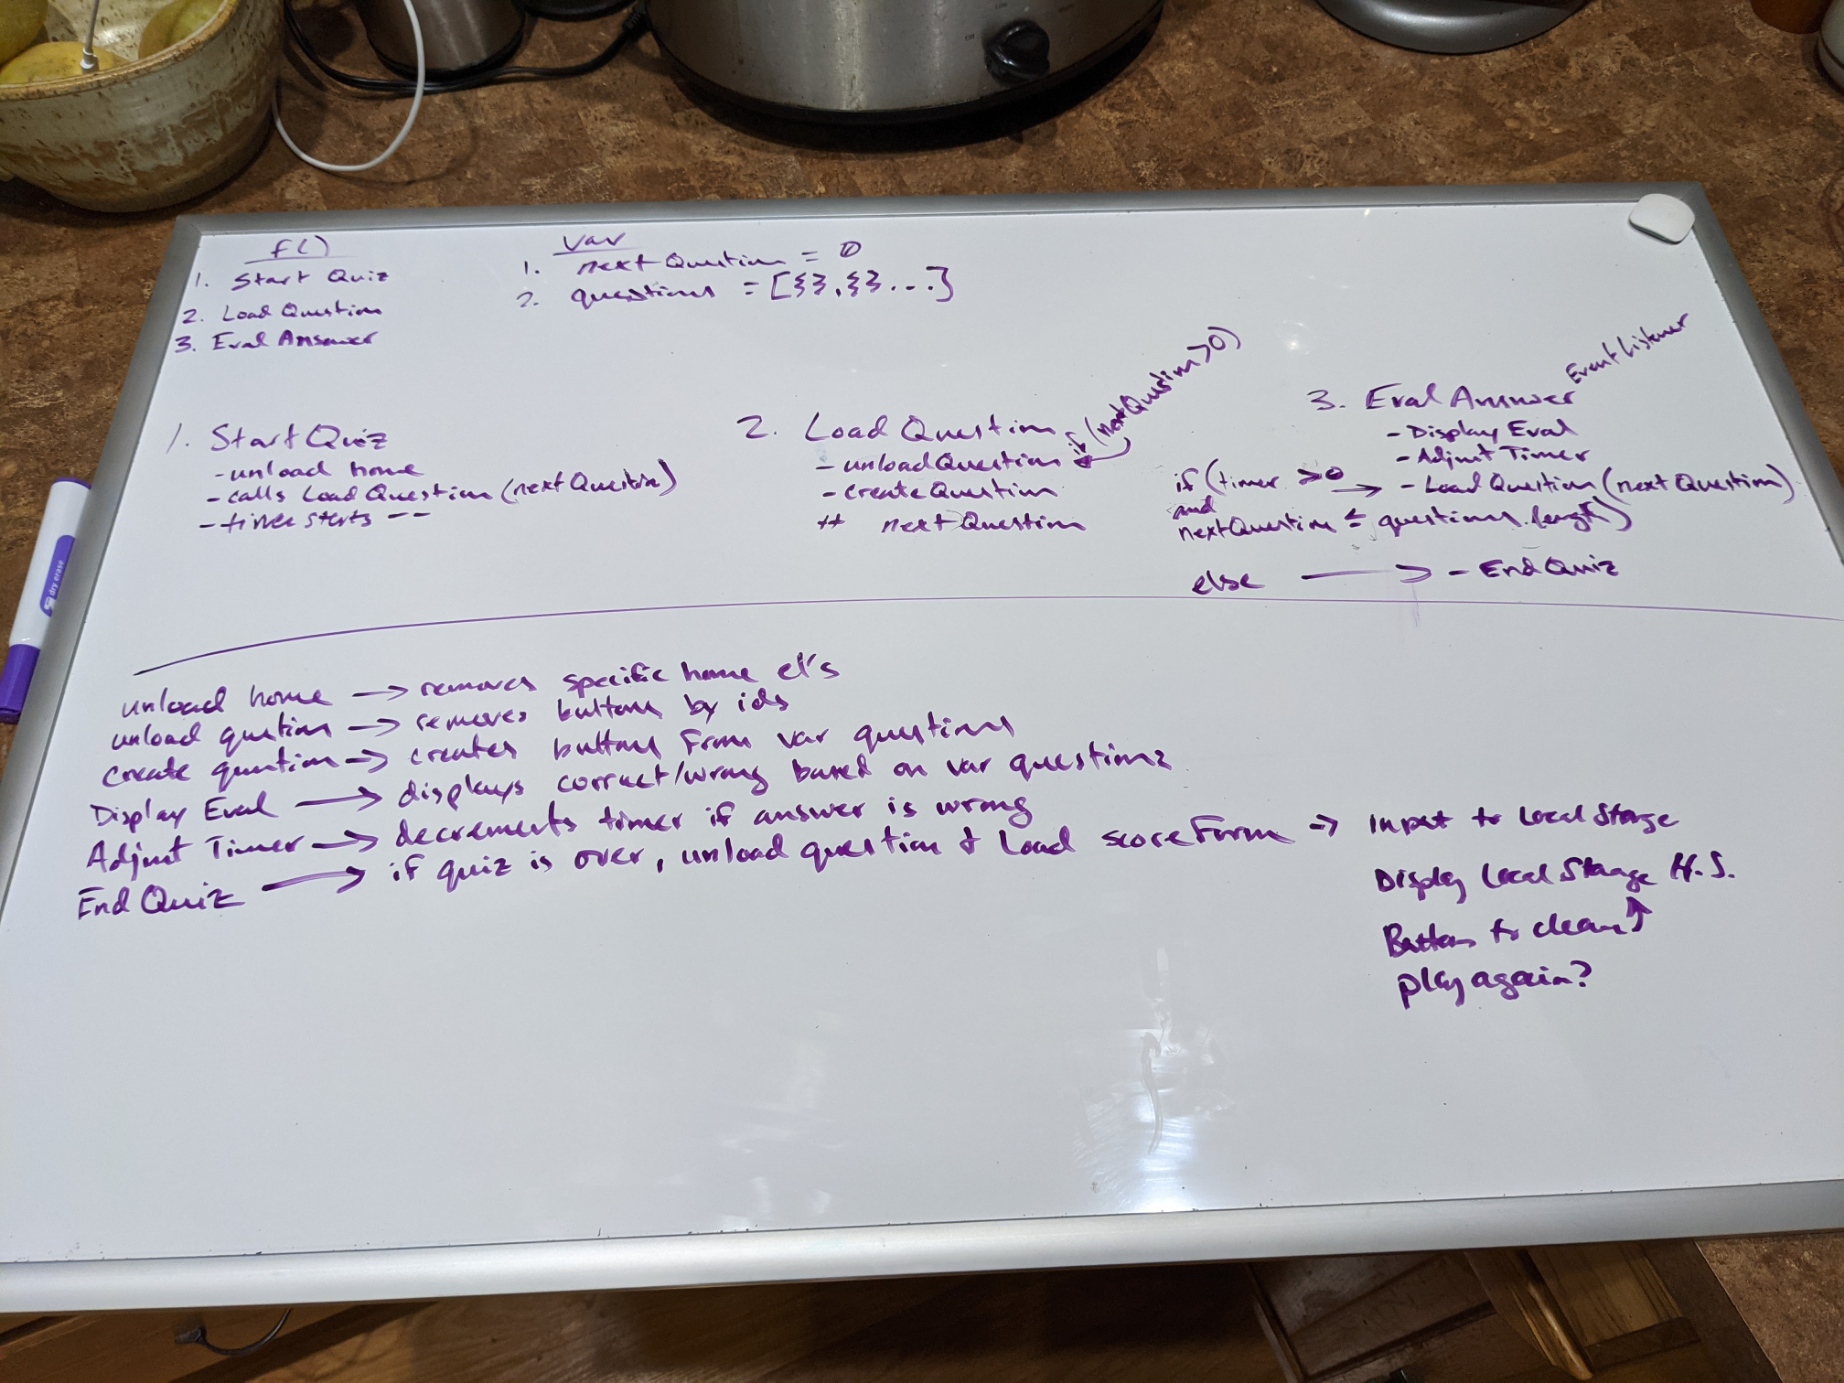 f()
1. Start Quiz
2. Load Question
3. Eval Answer
var
1. nextQuestion = 0
2. questions = [{},{}...]
1. Start Quiz
- unload home
- calls Load Question (nextQuestion)
- timer starts --
2. Load Question
if (nextQuestion > 0)
- unloadQuestion
- createQuestion
++ nextQuestion
3. Eval Answer Event Listener
- Display Eval
- Adjust Timer
if (timer > 0 → - Load Question (nextQuestion)
and
nextQuestion ≤ questions.length)
else → - End Quiz
unload home → removes specific home el's
unload question → removes buttons by ids
create question → creates buttons from var questions
Display Eval → displays correct/wrong based on var questions
Adjust Timer → decrements timer if answer is wrong
End Quiz → if quiz is over, unload question & load scoreForm → input to Local Storage
Display Local Storage H.S.
Button to clear ↑
play again?
dry erase